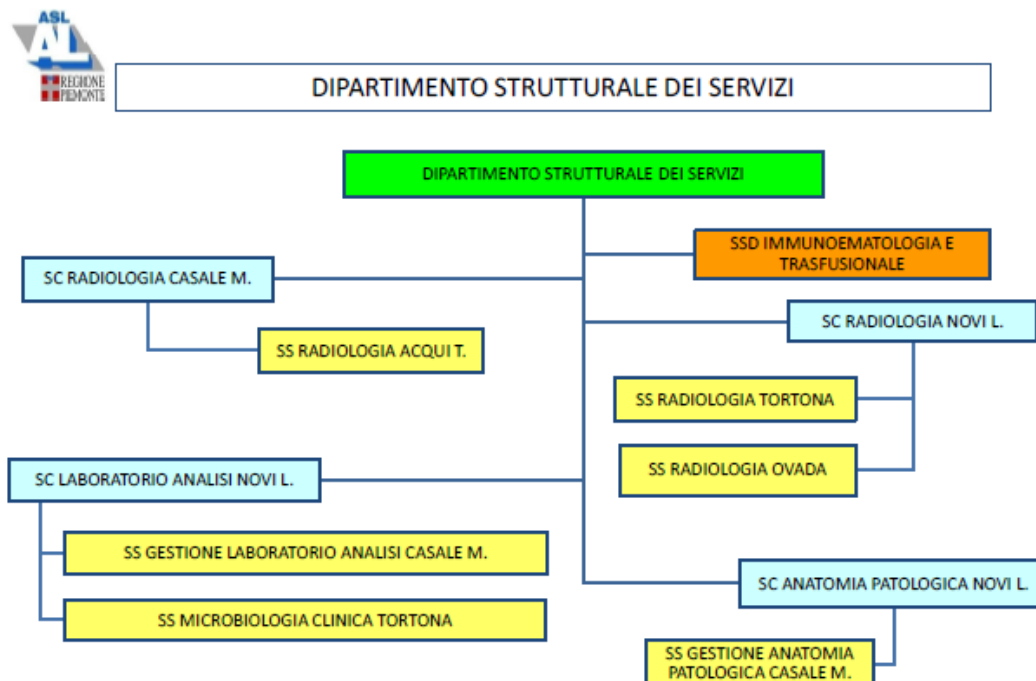 ASL
AL
REGIONE
PIEMONTE
DIPARTIMENTO STRUTTURALE DEI SERVIZI
DIPARTIMENTO STRUTTURALE DEI SERVIZI
SSD IMMUNOEMATOLOGIA E
TRASFUSIONALE
SC RADIOLOGIA CASALE M.
SC RADIOLOGIA NOVI L.
SS RADIOLOGIA ACQUI T.
SS RADIOLOGIA TORTONA
SS RADIOLOGIA OVADA
SC LABORATORIO ANALISI NOVI L.
SS GESTIONE LABORATORIO ANALISI CASALE M.
SC ANATOMIA PATOLOGICA NOVI L.
SS MICROBIOLOGIA CLINICA TORTONA
SS GESTIONE ANATOMIA
PATOLOGICA CASALE M.